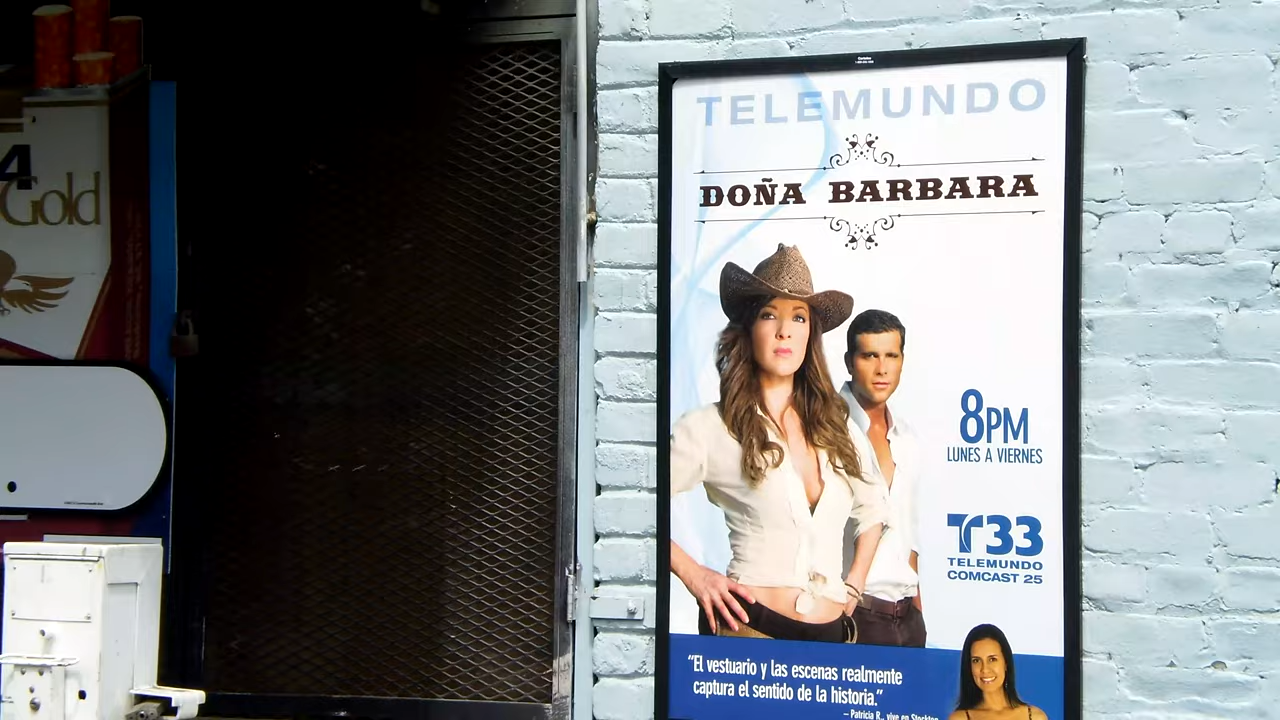 4
Gold
TELEMUNDO
DOÑA BARBARA
8PM
LUNES A VIERNES
T33
TELEMUNDO
COMCAST 25
“El vestuario y las escenas realmente
captura el sentido de la historia.”
– Patricia R., vive en Stockton